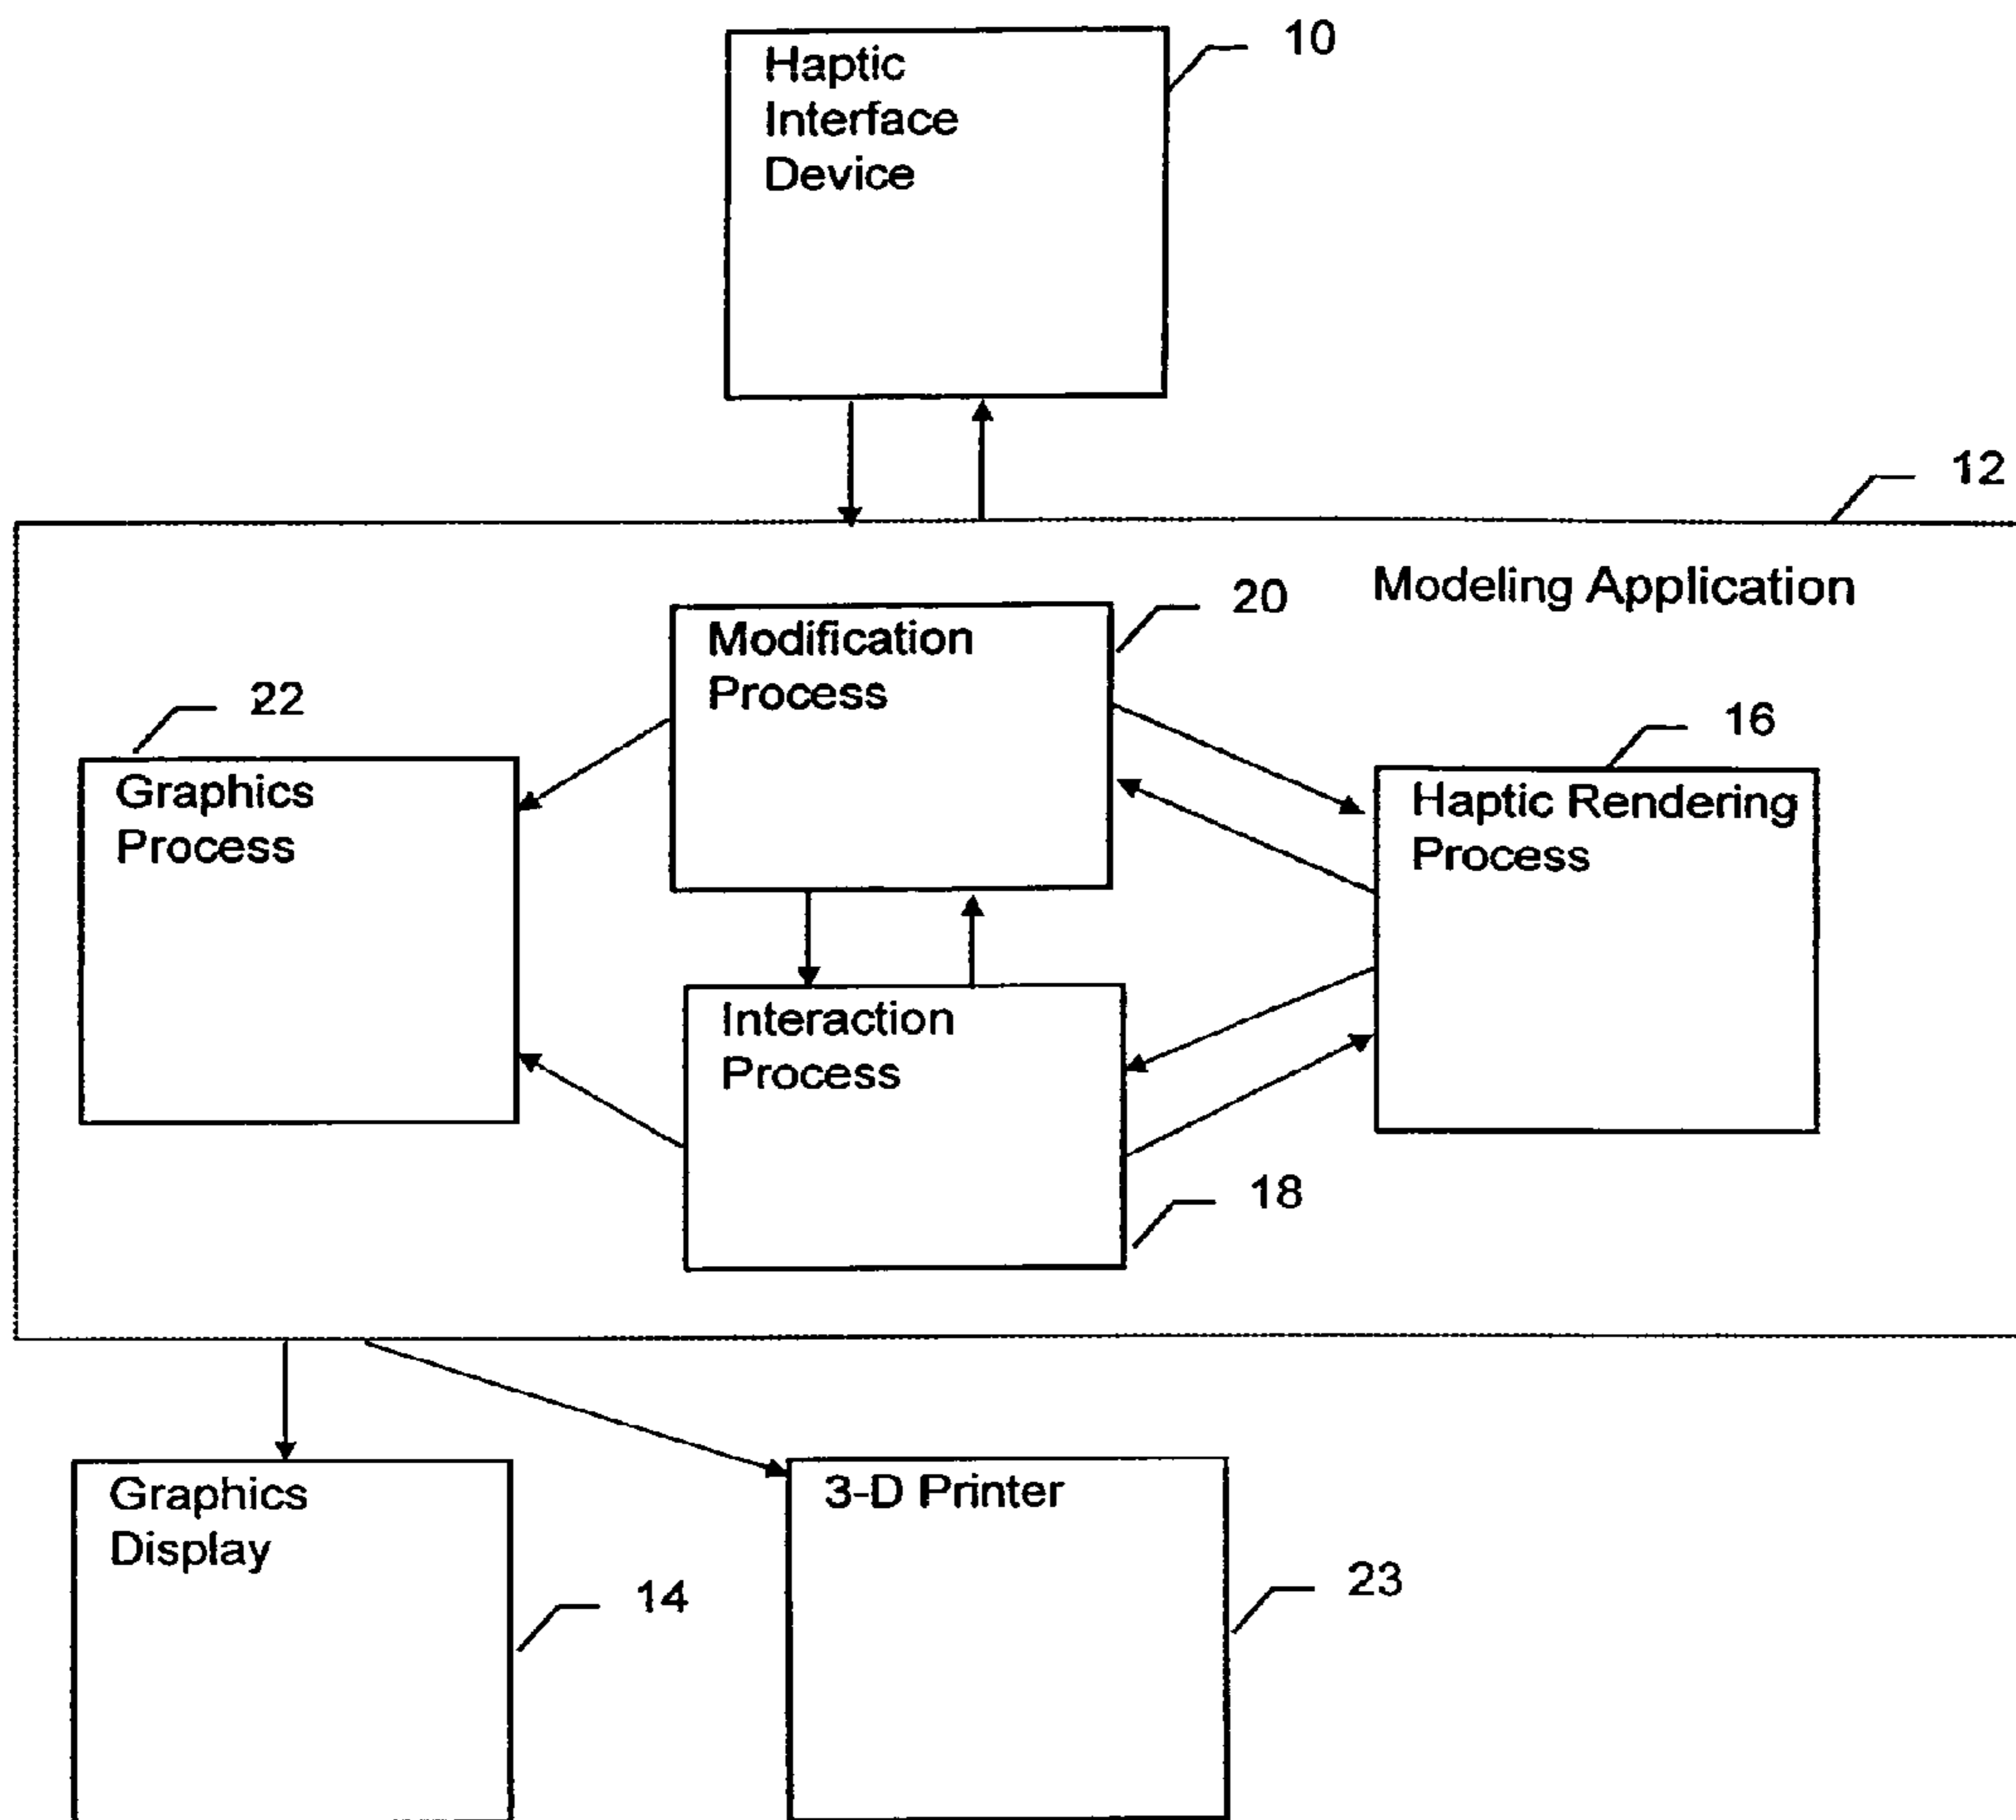 Haptic
Interface
Device
10
12
Modeling Application
20
Modification
Process
22
Graphics
Process
16
Haptic Rendering
Process
Interaction
Process
18
Graphics
Display
14
3-D Printer
23